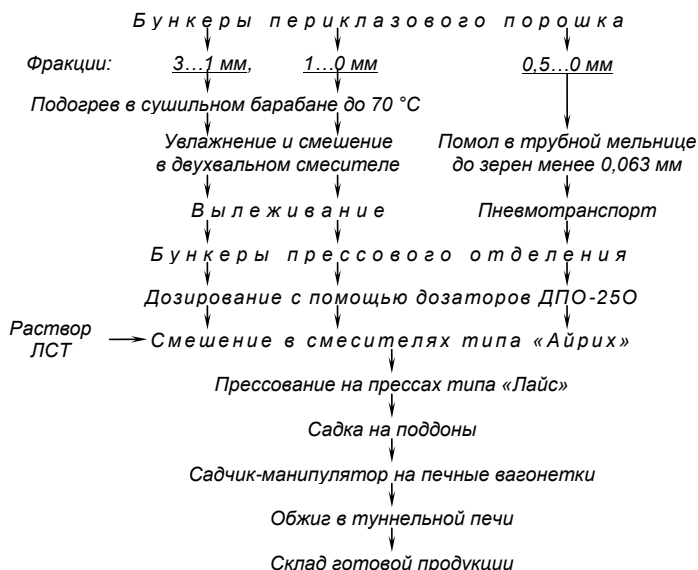 Бункеры периклазового порошка
Фракции: 3...1 мм, 1...0 мм 0,5...0 мм
Подогрев в сушильном барабане до 70 °С
Увлажнение и смешение
в двухвальном смесителе
Помол в трубной мельнице
до зерен менее 0,063 мм
Вылеживание
Пневмотранспорт
Бункеры прессового отделения
Дозирование с помощью дозаторов ДПО-25О
Раствор
ЛСТ
Смешение в смесителях типа «Айрих»
Прессование на прессах типа «Лайс»
Садка на поддоны
Садчик-манипулятор на печные вагонетки
Обжиг в туннельной печи
Склад готовой продукции